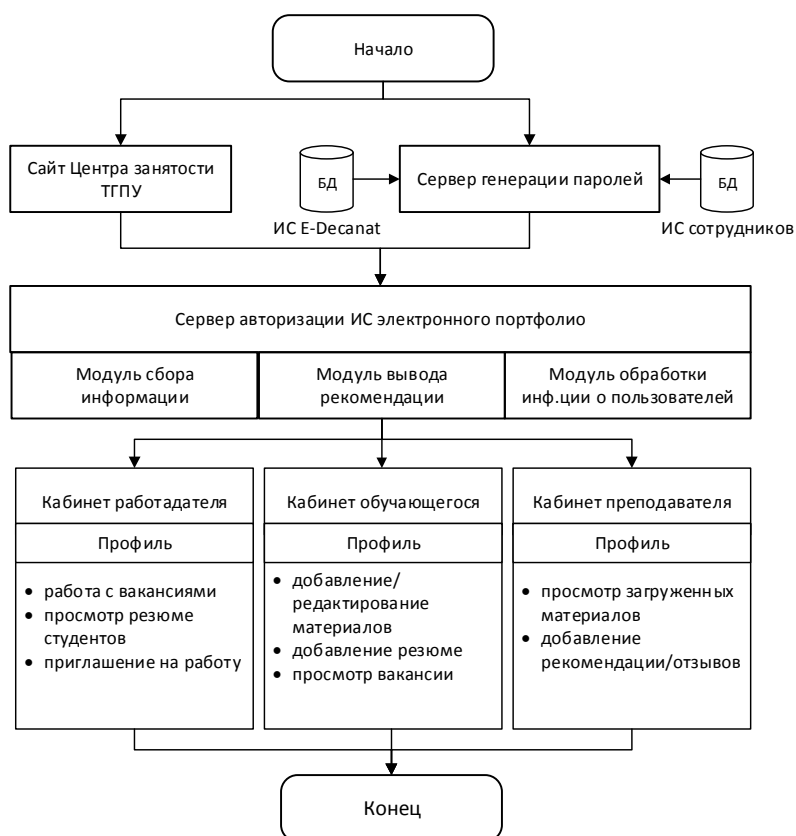 Начало
Сайт Центра занятости
ТГПУ
БД
ИС E-Decanat
Сервер генерации паролей
БД
ИС сотрудников
Сервер авторизации ИС электронного портфолио
Модуль сбора
информации
Модуль вывода
рекомендации
Модуль обработки
инф.ции о пользователей
Кабинет работадателя
Профиль
• работа с вакансиями
• просмотр резюме
студентов
• приглашение на работу
Кабинет обучающегося
Профиль
• добавление/
редактирование
материалов
• добавление резюме
• просмотр вакансии
Кабинет преподавателя
Профиль
• просмотр загруженных
материалов
• добавление
рекомендации/отзывов
Конец